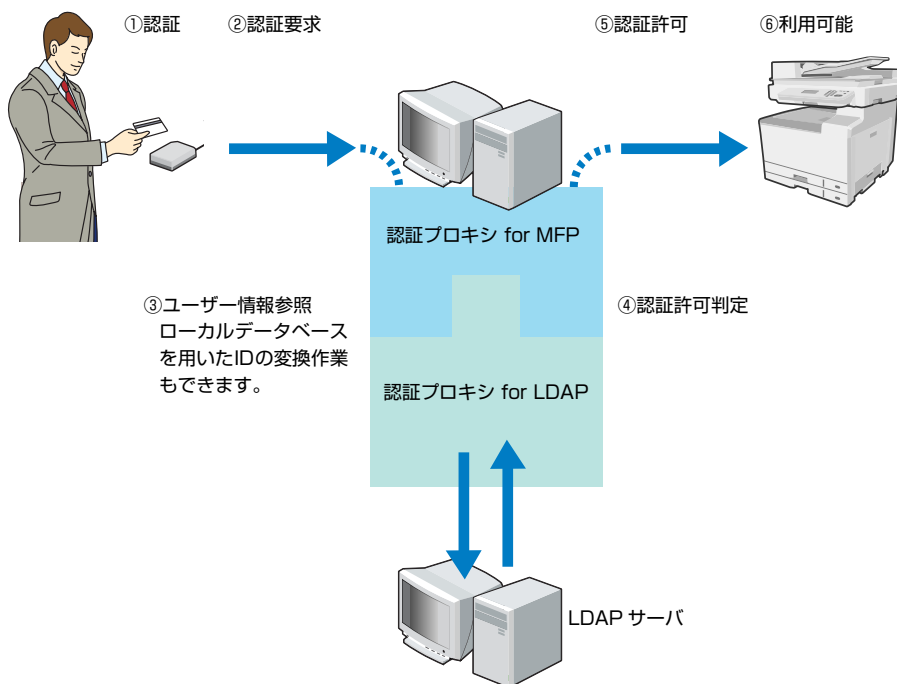 ①認証
②認証要求
⑤認証許可
⑥利用可能
認証プロキシ for MFP
③ユーザー情報参照
ローカルデータベース
を用いたIDの変換作業
もできます。
④認証許可判定
認証プロキシ for LDAP
LDAP サーバ